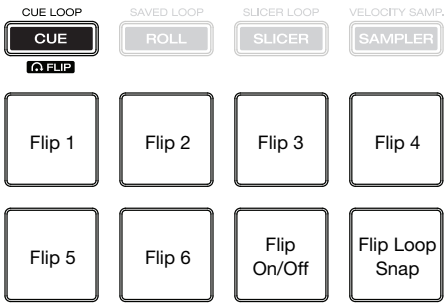 CUE LOOP SAVED LOOP SLICER LOOP VELOCITY SAMP.
CUE ROLL SLICER SAMPLER
FLIP
Flip 1 Flip 2 Flip 3 Flip 4
Flip 5 Flip 6 Flip On/Off Flip Loop Snap